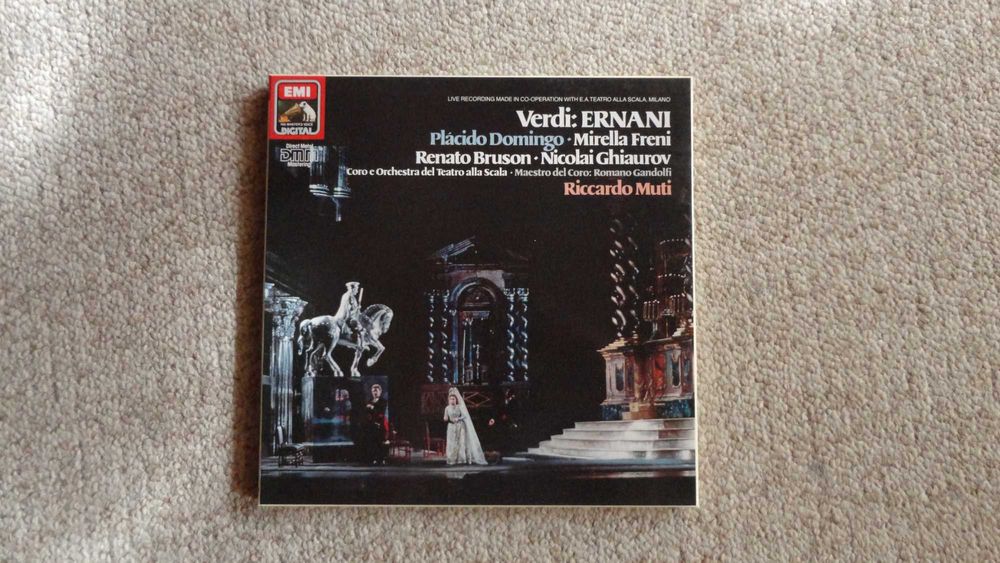 EMI
HIS MASTER'S VOICE
DIGITAL
Direct Metal
DMM
Mastering
LIVE RECORDING MADE IN CO-OPERATION WITH E.A. TEATRO ALLA SCALA, MILANO
Verdi: ERNANI
Plácido Domingo · Mirella Freni
Renato Bruson · Nicolai Ghiaurov
Coro e Orchestra del Teatro alla Scala · Maestro del Coro: Romano Gandolfi
Riccardo Muti